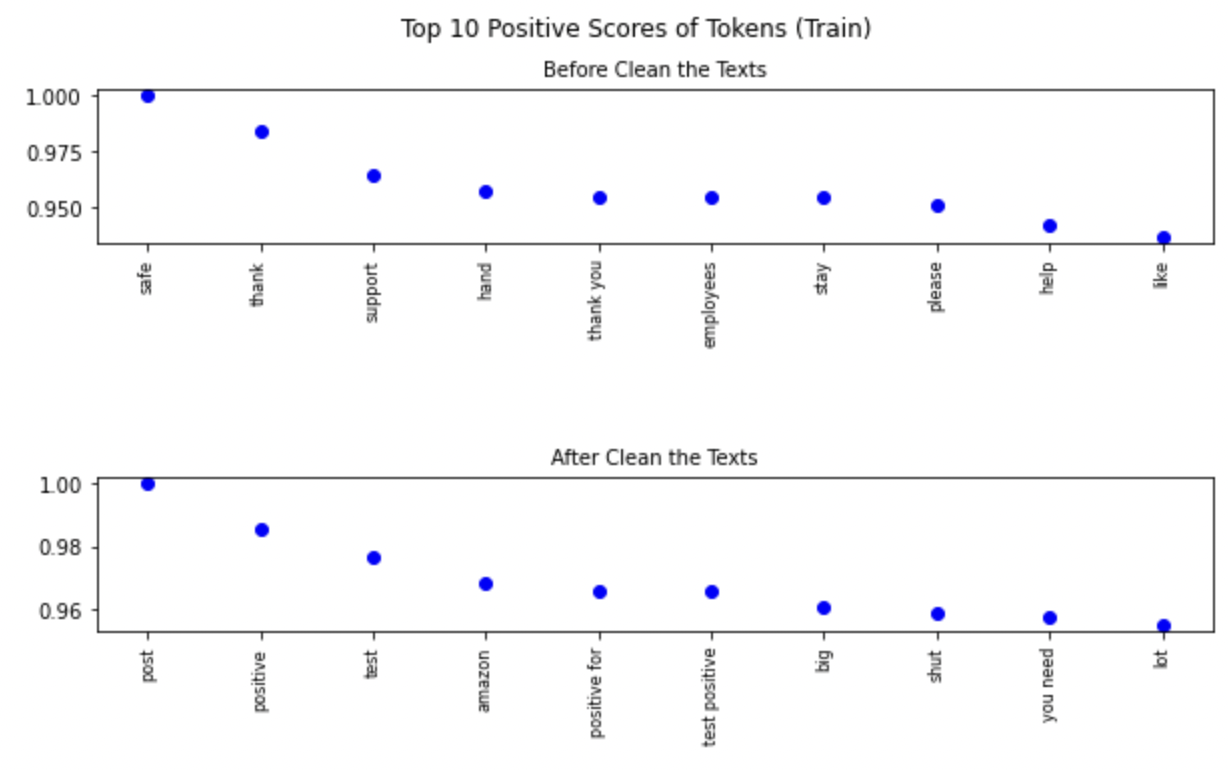 Top 10 Positive Scores of Tokens (Train)
Before Clean the Texts
1.000
0.975
0.950
safe
thank
support
hand
thank you
employees
stay
please
help
like
After Clean the Texts
1.00
0.98
0.96
post
positive
test
amazon
positive for
test positive
big
shut
you need
lot